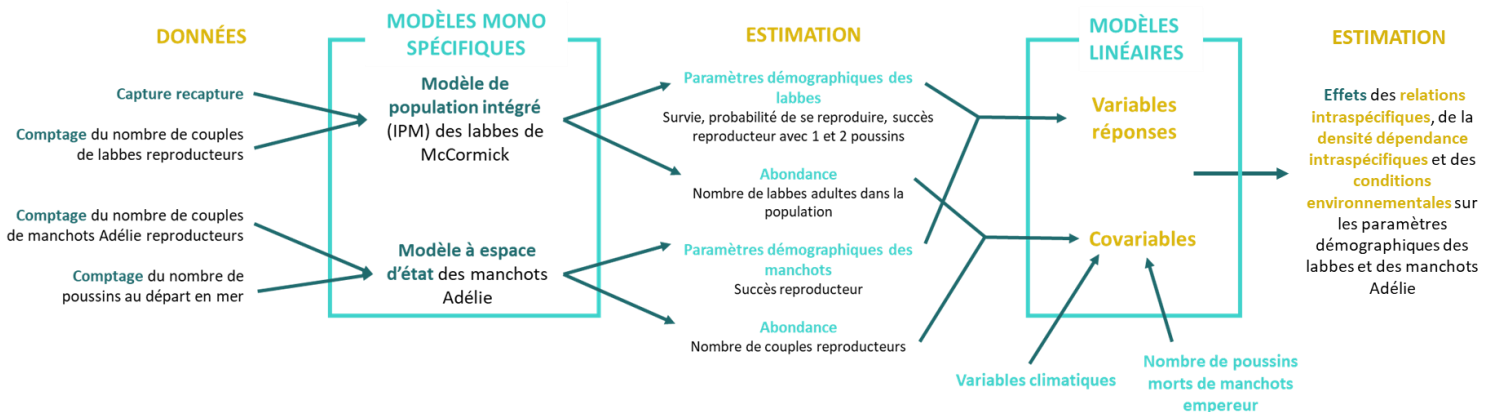 DONNÉES
Capture recapture
Comptage du nombre de couples
de labbes reproducteurs
Comptage du nombre de couples
de manchots Adélie reproducteurs
Comptage du nombre de
poussins au départ en mer
MODÈLES MONO
SPÉCIFIQUES
Modèle de
population intégré
(IPM) des labbes de
McCormick
Modèle à espace
d'état des manchots
Adélie
ESTIMATION
Paramètres démographiques des
labbes
Survie, probabilité de se reproduire, succès
reproducteur avec 1 et 2 poussins
Abondance
Nombre de labbes adultes dans la
population
Paramètres démographiques des
manchots
Succès reproducteur
Abondance
Nombre de couples reproducteurs
MODÈLES
LINÉAIRES
Variables
réponses
Covariables
Variables climatiques
Nombre de poussins
morts de manchots
empereur
ESTIMATION
Effets des relations
intraspécifiques, de la
densité dépendance
intraspécifiques et des
conditions
environnementales sur
les paramètres
démographiques des
labbes et des manchots
Adélie